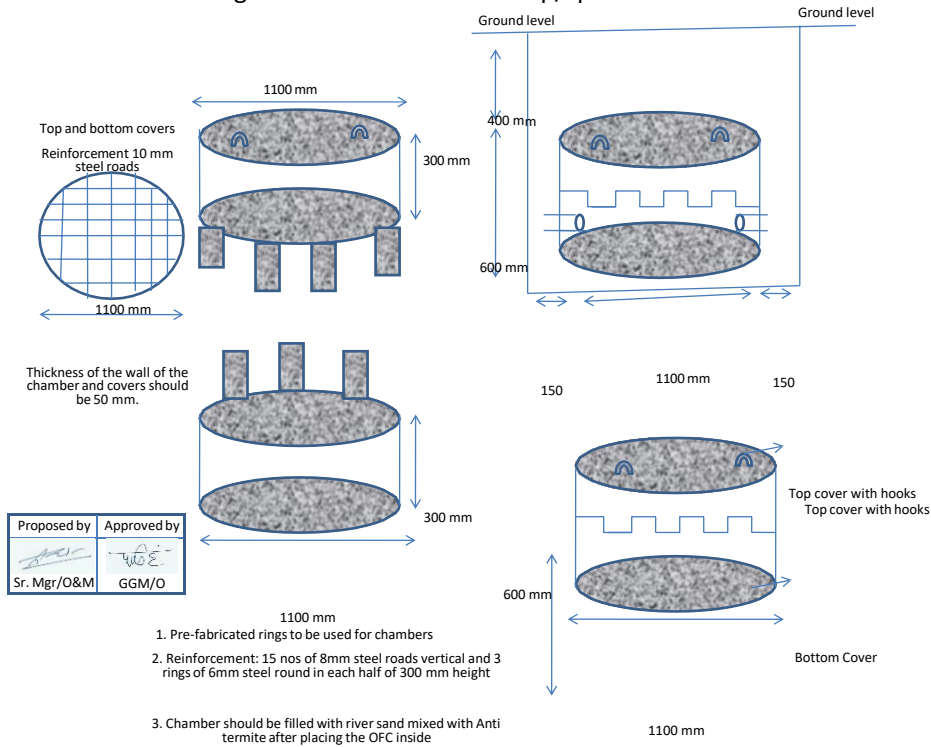 Ground level
Ground level
1100 mm
400 mm
Top and bottom covers
Reinforcement 10 mm
steel roads
300 mm
600 mm
1100 mm
Thickness of the wall of the
chamber and covers should
be 50 mm.
150
1100 mm
150
300 mm
Top cover with hooks
Top cover with hooks
Proposed by
Approved by
Sr. Mgr/O&M
GGM/O
600 mm
1100 mm
1. Pre-fabricated rings to be used for chambers
2. Reinforcement: 15 nos of 8mm steel roads vertical and 3
rings of 6mm steel round in each half of 300 mm height
Bottom Cover
3. Chamber should be filled with river sand mixed with Anti
termite after placing the OFC inside
1100 mm